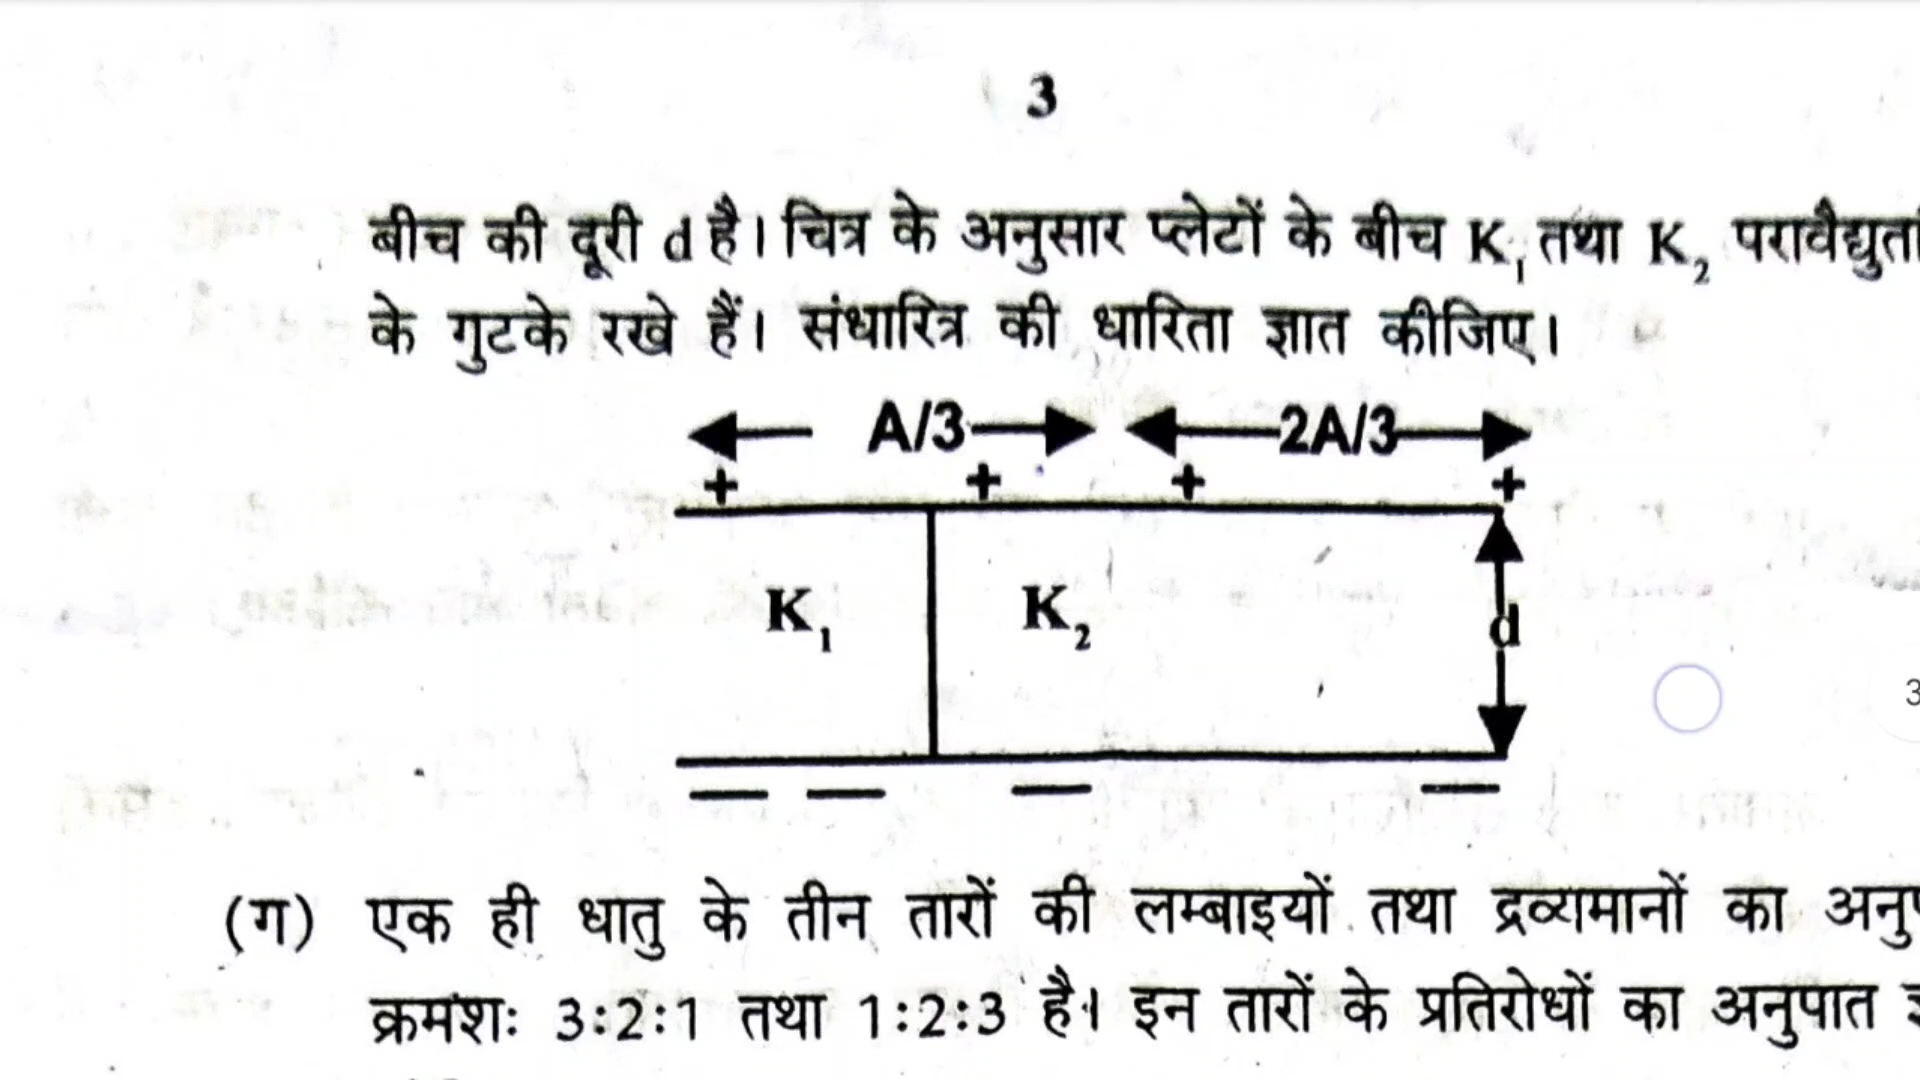 3
बीच की दूरी d है। चित्र के अनुसार प्लेटों के बीच K₁ तथा K₂
के गुटके रखे हैं। संधारित्र की धारिता ज्ञात कीजिए।
A/3 2A/3
+ + + +
K₁ K₂ d
3
(ग) एक ही धातु के तीन तारों की लम्बाइयों तथा द्रव्यमानों का
क्रमशः 3:2:1 तथा 1:2:3 है। इन तारों के प्रतिरोधों का अनुपात